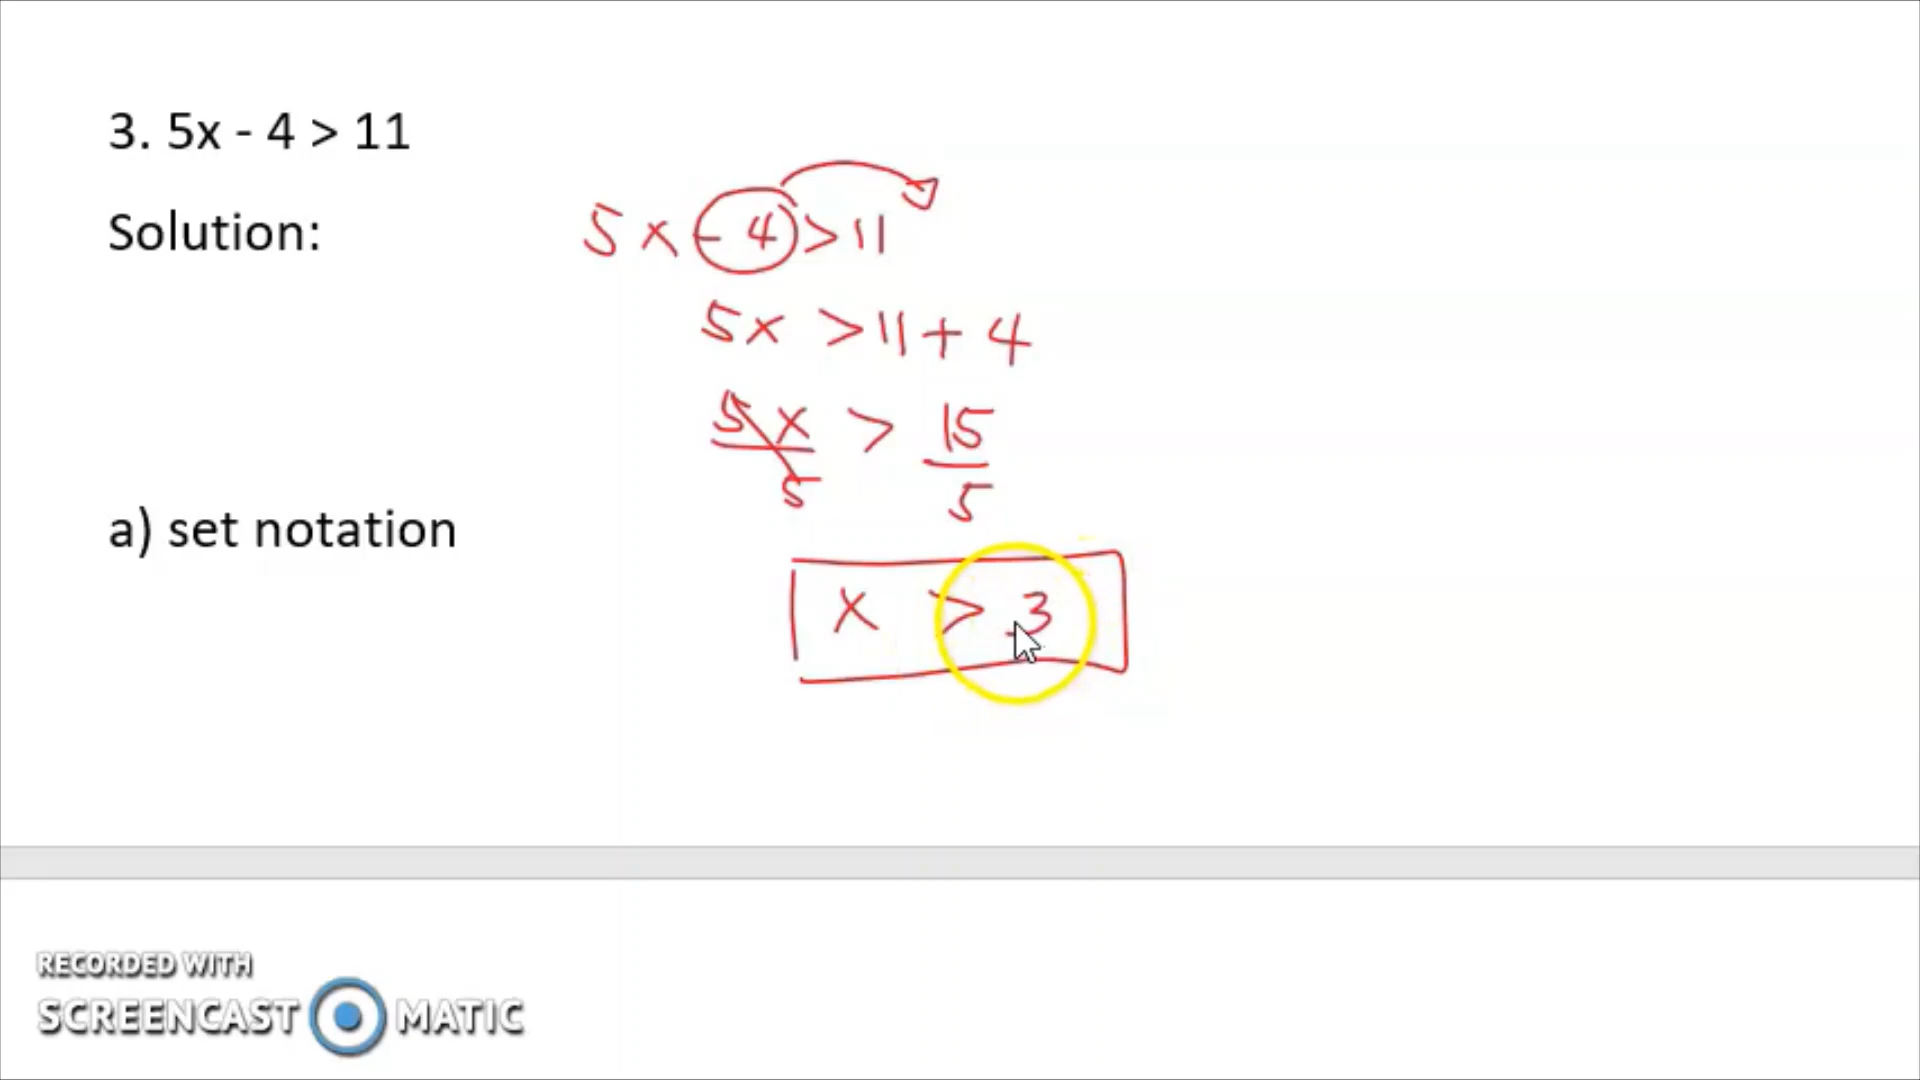 3. 5x - 4 > 11
Solution:
5x - 4 > 11
5x > 11 + 4
5x/5 > 15/5
a) set notation
x > 3
RECORDED WITH
SCREENCAST MATIC